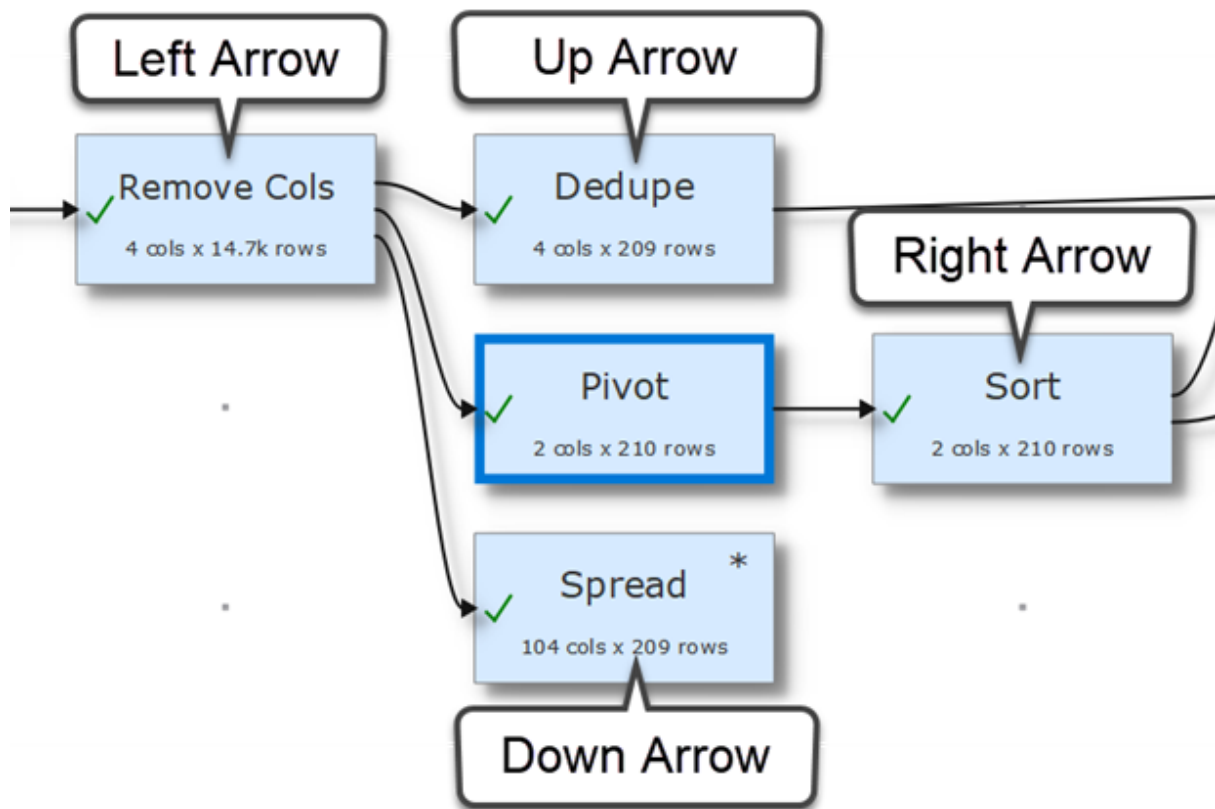 Left Arrow
Up Arrow
Remove Cols
4 cols x 14.7k rows
Dedupe
4 cols x 209 rows
Right Arrow
Pivot
2 cols x 210 rows
Sort
2 cols x 210 rows
Spread
*
104 cols x 209 rows
Down Arrow